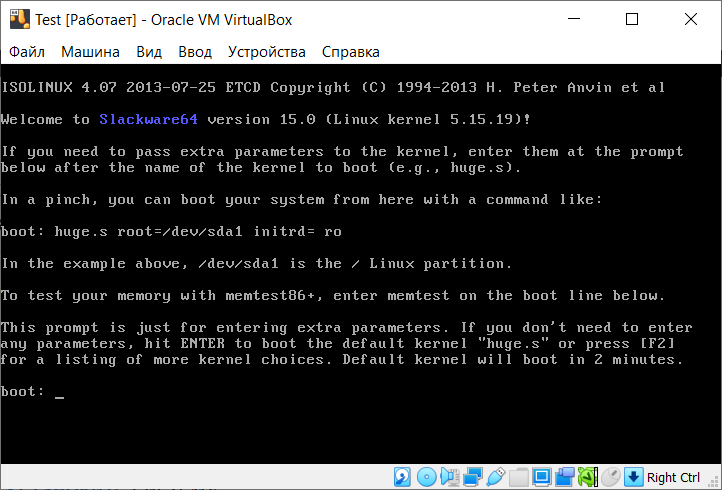 Test [Работает] - Oracle VM VirtualBox
Файл Машина Вид Ввод Устройства Справка
ISOLINUX 4.07 2013-07-25 ETCD Copyright (C) 1994-2013 H. Peter Anvin et al
Welcome to Slackware64 version 15.0 (Linux kernel 5.15.19)!
If you need to pass extra parameters to the kernel, enter them at the prompt
below after the name of the kernel to boot (e.g., huge.s).
In a pinch, you can boot your system from here with a command like:
boot: huge.s root=/dev/sda1 initrd= ro
In the example above, /dev/sda1 is the / Linux partition.
To test your memory with memtest86+, enter memtest on the boot line below.
This prompt is just for entering extra parameters. If you don't need to enter
any parameters, hit ENTER to boot the default kernel "huge.s" or press [F2]
for a listing of more kernel choices. Default kernel will boot in 2 minutes.
boot: _
Right Ctrl